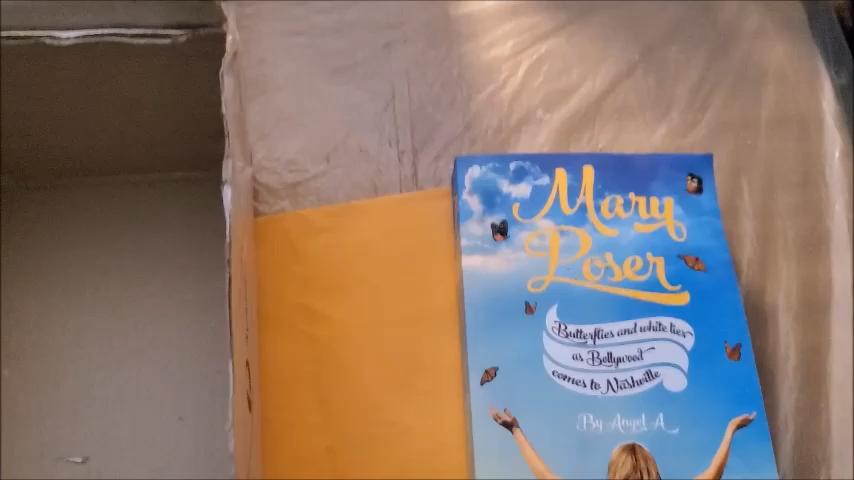 Mary
Poser
Butterflies and white lies
as Bollywood
comes to Nashville
By Angel A